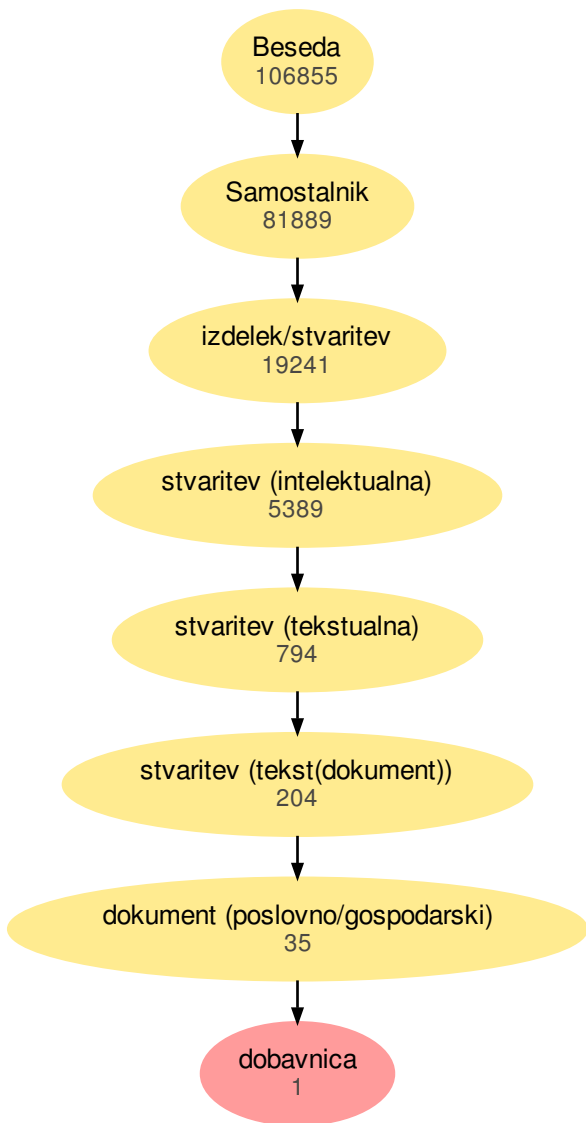 Beseda
106855
Samostalnik
81889
izdelek/stvaritev
19241
stvaritev (intelektualna)
5389
stvaritev (tekstualna)
794
stvaritev (tekst(dokument))
204
dokument (poslovno/gospodarski)
35
dobavnica
1